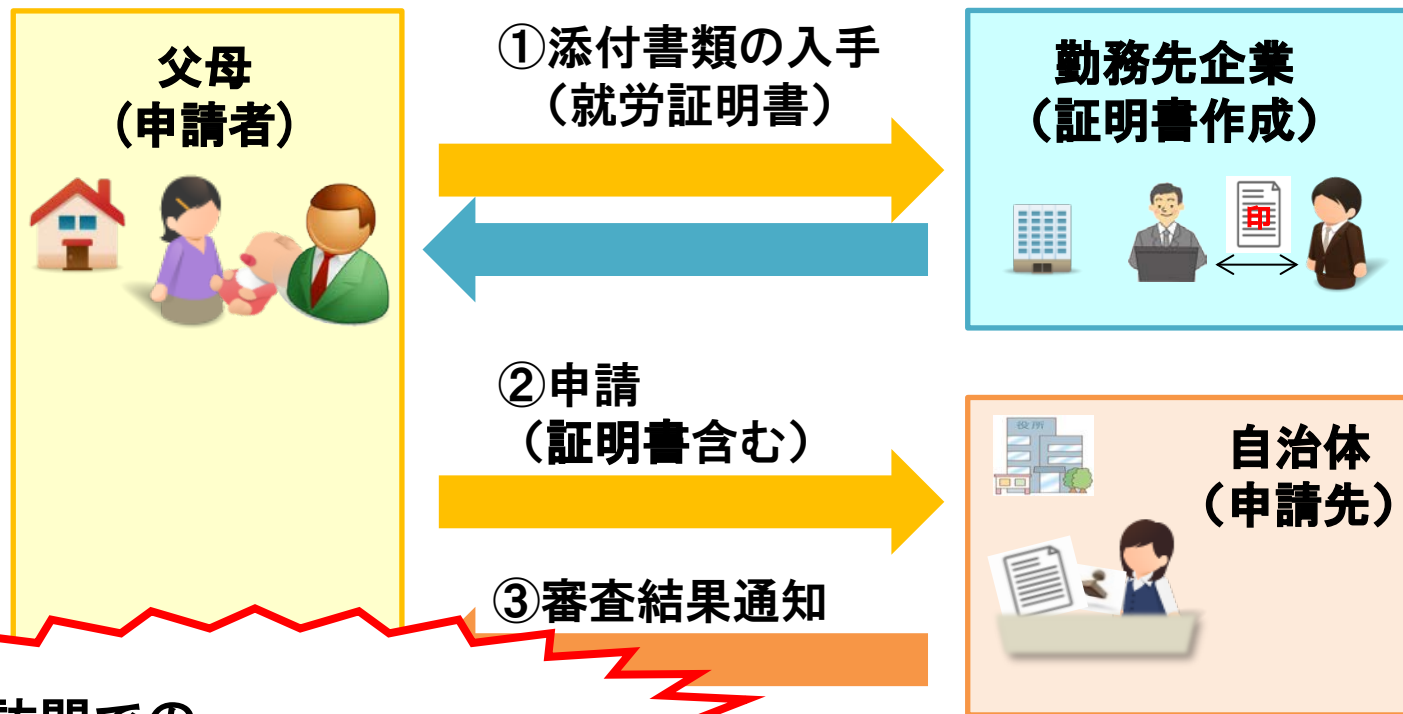 父母
(申請者)
①添付書類の入手
（就労証明書）
勤務先企業
（証明書作成）
印
②申請
（証明書含む）
役所
自治体
（申請先）
③審査結果通知